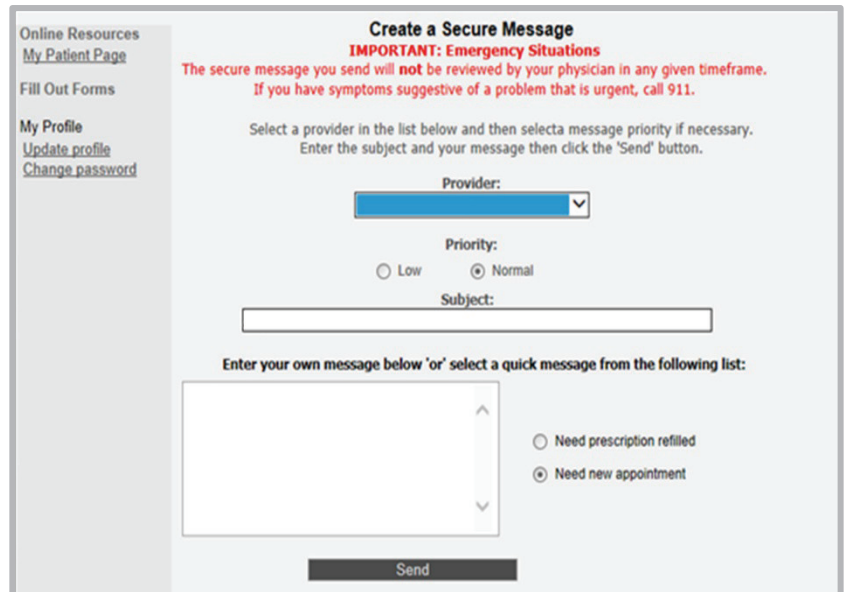 Online Resources
My Patient Page
Fill Out Forms
My Profile
Update profile
Change password
Create a Secure Message
IMPORTANT: Emergency Situations
The secure message you send will not be reviewed by your physician in any given timeframe.
If you have symptoms suggestive of a problem that is urgent, call 911.
Select a provider in the list below and then selecta message priority if necessary.
Enter the subject and your message then click the 'Send' button.
Provider:
Priority:
Low Normal
Subject:
Enter your own message below 'or' select a quick message from the following list:
Need prescription refilled
Need new appointment
Send